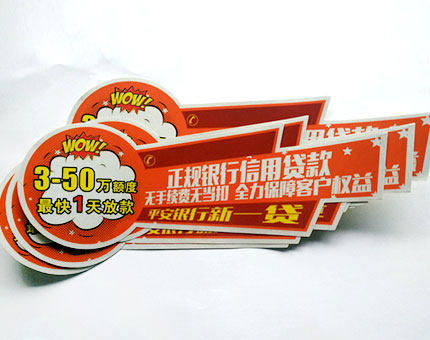 WOW!
WOW!
3-50万额度
最快1天放款
正规银行信用贷款
无手续费无当扣 全力保障客户权益
平安银行新一贷